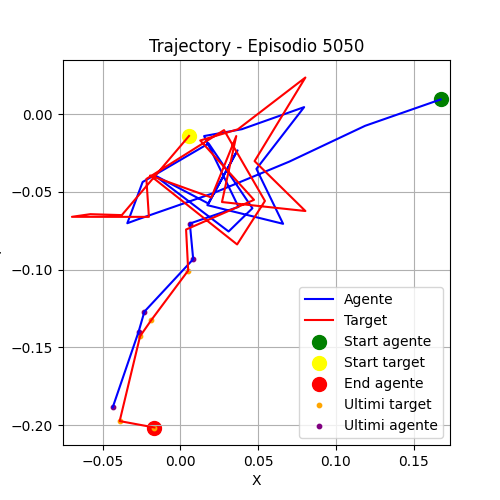 Trajectory - Episodio 5050
0.00
−0.05
−0.10
−0.15
−0.20
Agente
Target
Start agente
Start target
End agente
Ultimi target
Ultimi agente
−0.05
0.00
0.05
0.10
0.15
X